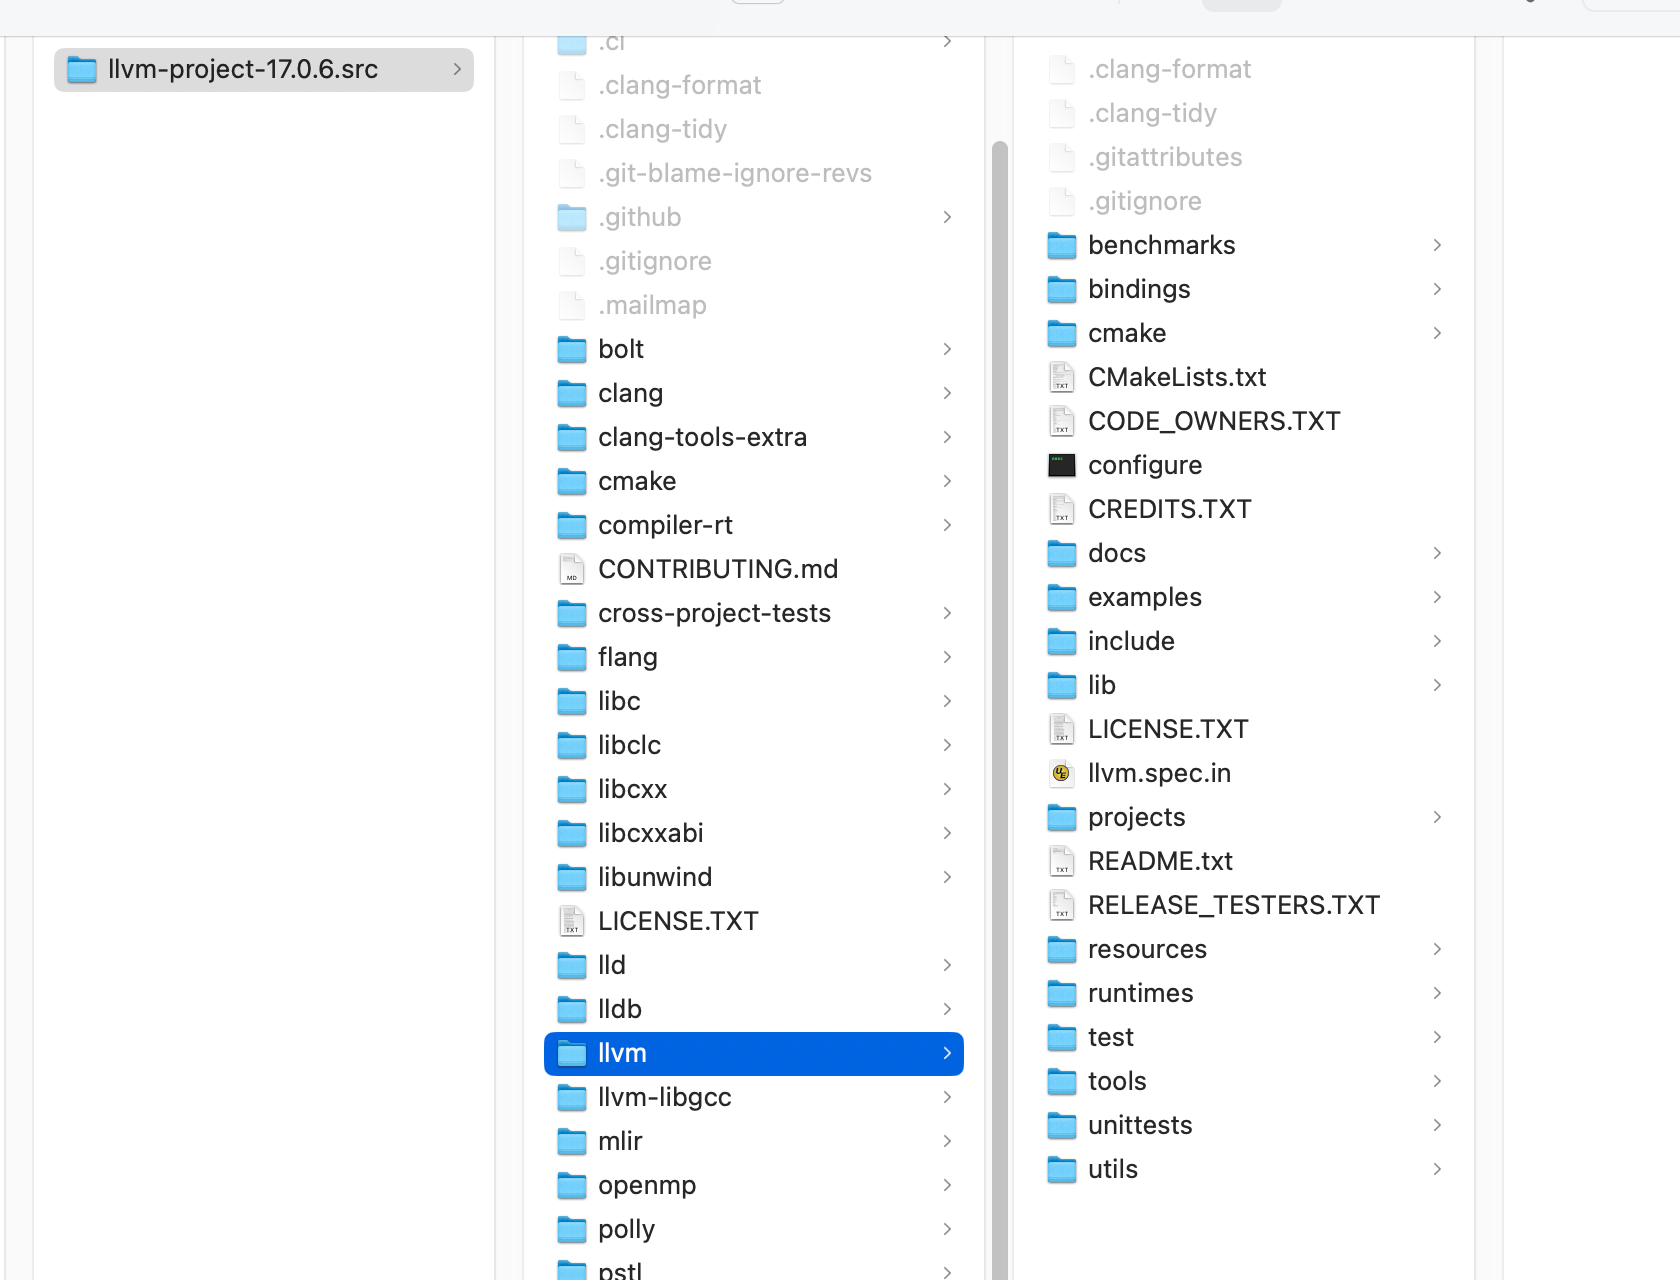 llvm-project-17.0.6.src
.ci
.clang-format
.clang-tidy
.git-blame-ignore-revs
.github
.gitignore
.mailmap
bolt
clang
clang-tools-extra
cmake
compiler-rt
CONTRIBUTING.md
cross-project-tests
flang
libc
libclc
libcxx
libcxxabi
libunwind
LICENSE.TXT
lld
lldb
llvm
llvm-libgcc
mlir
openmp
polly
pstl
.clang-format
.clang-tidy
.gitattributes
.gitignore
benchmarks
bindings
cmake
CMakeLists.txt
CODE_OWNERS.TXT
configure
CREDITS.TXT
docs
examples
include
lib
LICENSE.TXT
llvm.spec.in
projects
README.txt
RELEASE_TESTERS.TXT
resources
runtimes
test
tools
unittests
utils